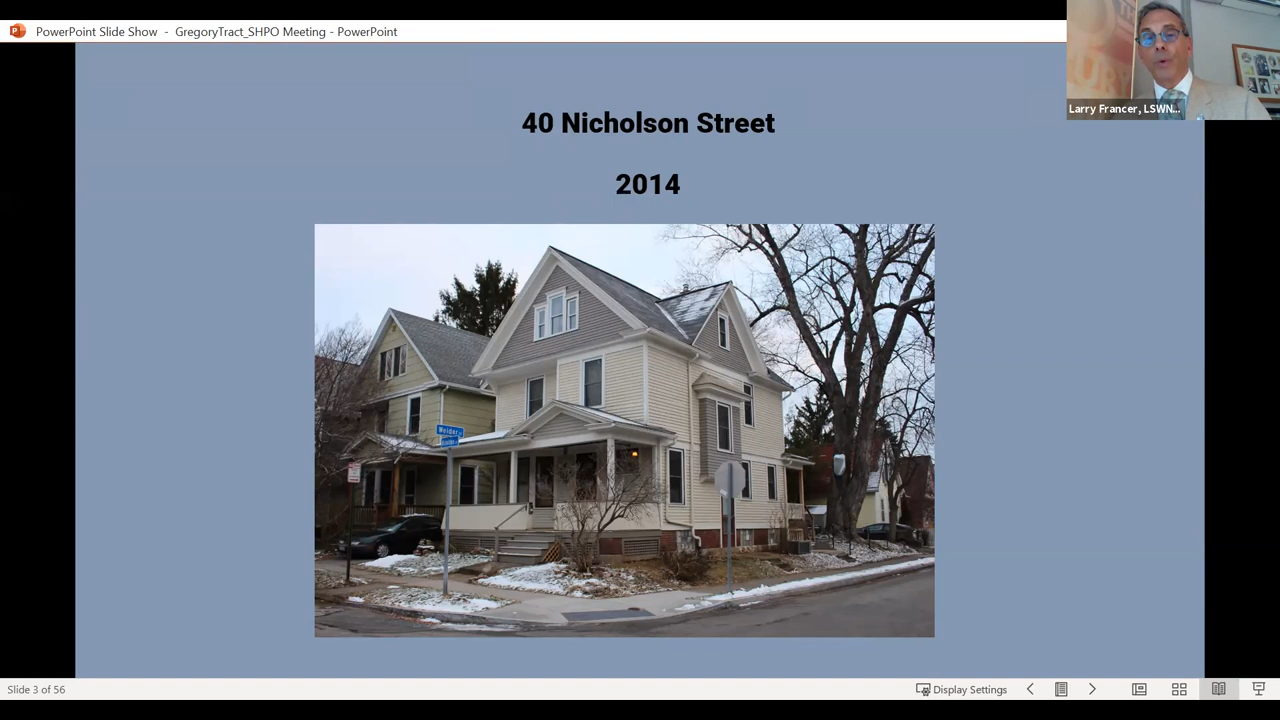 PowerPoint Slide Show - GregoryTract_SHPO Meeting - PowerPoint
Larry Francer, LSWN...
40 Nicholson Street
2014
Weider
Slide 3 of 56
Display Settings